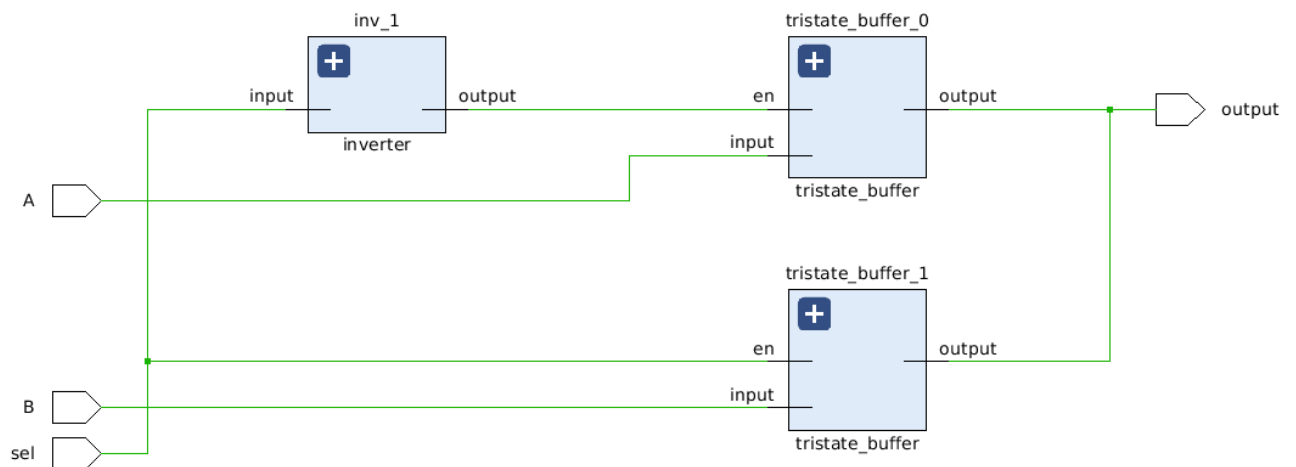 inv_1
tristate_buffer_0
input
output
en
output
output
input
inverter
tristate_buffer
A
tristate_buffer_1
en
output
input
B
tristate_buffer
sel